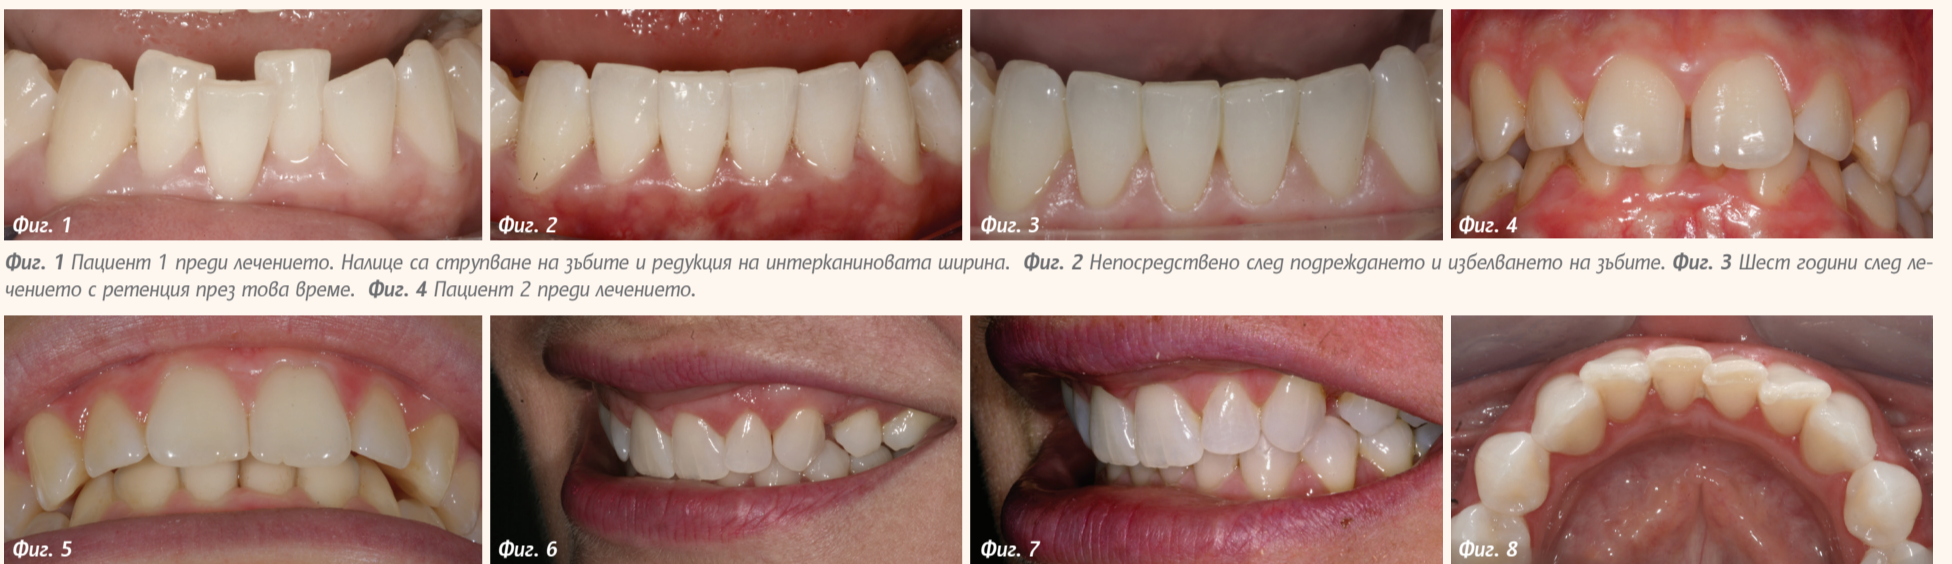 Фиг. 1
Фиг. 2
Фиг. 3
Фиг. 4
Фиг. 1 Пациент 1 преди лечението. Налице са струпване на зъбите и редукция на интерканиновата ширина. Фиг. 2 Непосредствено след подреждането и избелването на зъбите. Фиг. 3 Шест години след ле-
чението с ретенция през това време. Фиг. 4 Пациент 2 преди лечението.
Фиг. 5
Фиг. 6
Фиг. 7
Фиг. 8